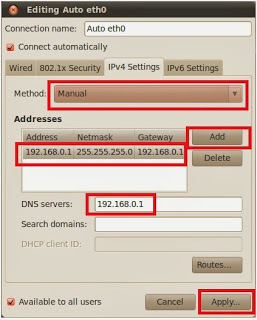 Editing Auto eth0
Connection name: Auto eth0
Connect automatically
Wired 802.1x Security IPv4 Settings IPv6 Settings
Method: Manual
Addresses
Address Netmask Gateway Add
192.168.0.1 255.255.255.0 192.168.0.1
Delete
DNS servers: 192.168.0.1
Search domains:
DHCP client ID:
Routes...
Available to all users Cancel Apply...